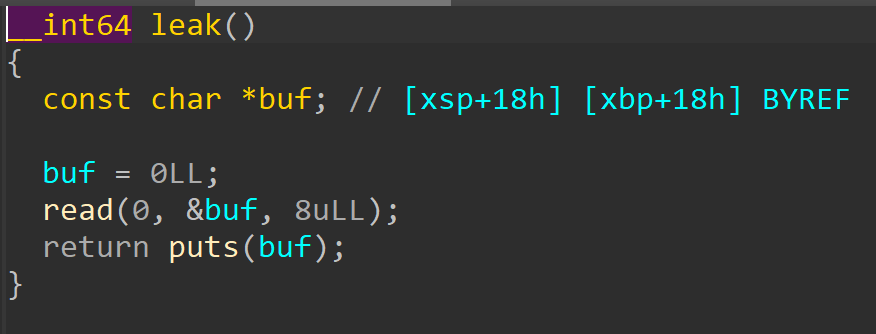 __int64 leak()
{
  const char *buf; // [xsp+18h] [xbp+18h] BYREF

  buf = 0LL;
  read(0, &buf, 8uLL);
  return puts(buf);
}